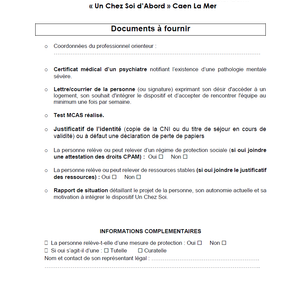 « Un Chez Soi d'Abord » Caen La Mer
Documents à fournir
o Coordonnées du professionnel orienteur :
o Certificat médical d'un psychiatre notifiant l'existence d'une pathologie mentale
sévère.
o Lettre/courrier de la personne (ou signature) exprimant son désir d'accéder à un
logement, son souhait d'intégrer le dispositif et d'accepter de rencontrer l'équipe au
minimum une fois par semaine.
o Test MCAS réalisé.
o Justificatif de l'identité (copie de la CNI ou du titre de séjour en cours de
validité) ou à défaut une déclaration de perte de papiers
o La personne relève ou peut relever d'un régime de protection sociale (si oui joindre
une attestation des droits CPAM) : Oui ☐ Non ☐
o La personne relève ou peut relever de ressources stables (si oui joindre le justificatif
des ressources) : Oui ☐ Non ☐
o Rapport de situation détaillant le projet de la personne, son autonomie actuelle et sa
motivation à intégrer le dispositif Un Chez Soi.
INFORMATIONS COMPLEMENTAIRES
La personne relève-t-elle d'une mesure de protection : Oui ☐ Non ☐
Si oui s'agit-il d'une : ☐ Tutelle ☐ Curatelle
Nom et contact de son représentant légal :